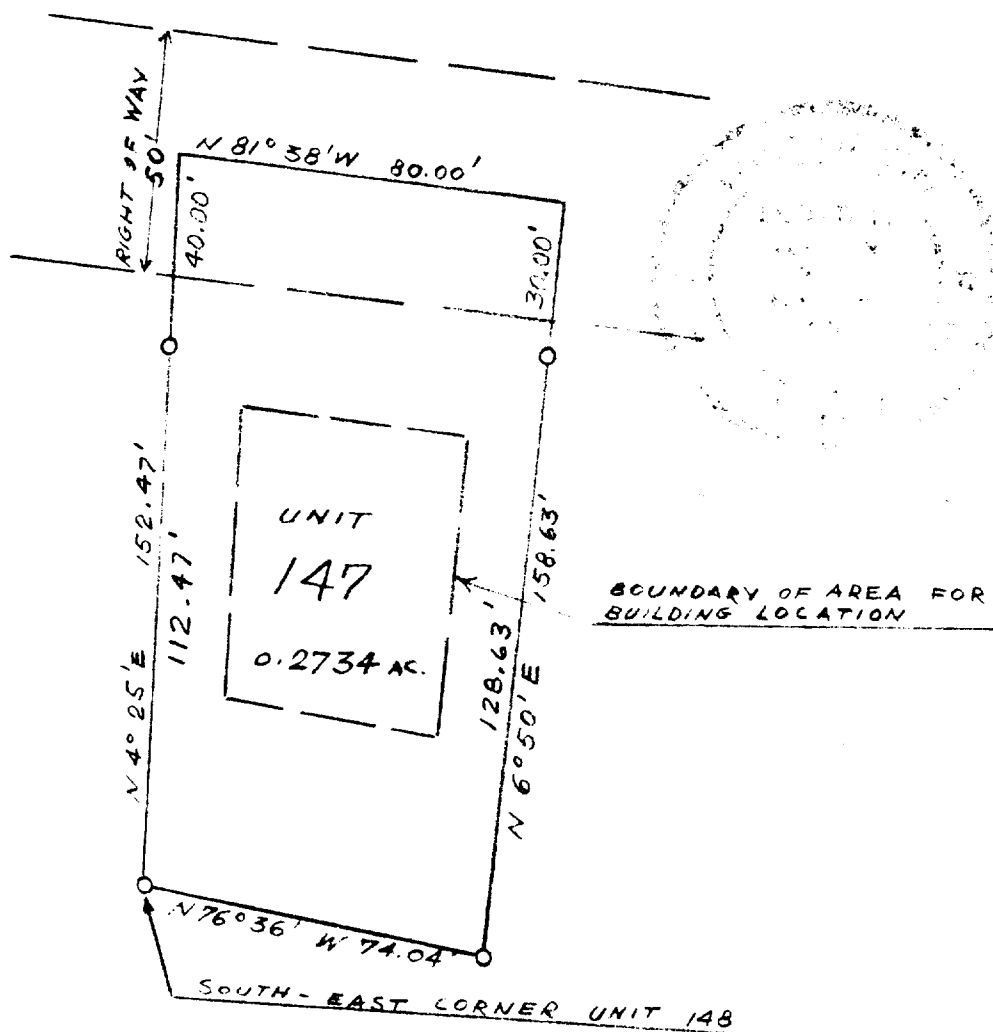 RIGHT OF WAY
50'
N 81° 38' W 80.00'
40.00'
30.00'
152.47'
112.47'
N 4° 25' E
UNIT
147
0.2734 AC.
158.63'
128.63'
N 6° 50' E
BOUNDARY OF AREA FOR
BUILDING LOCATION
N 76° 36' W 74.04'
SOUTH-EAST CORNER UNIT 148